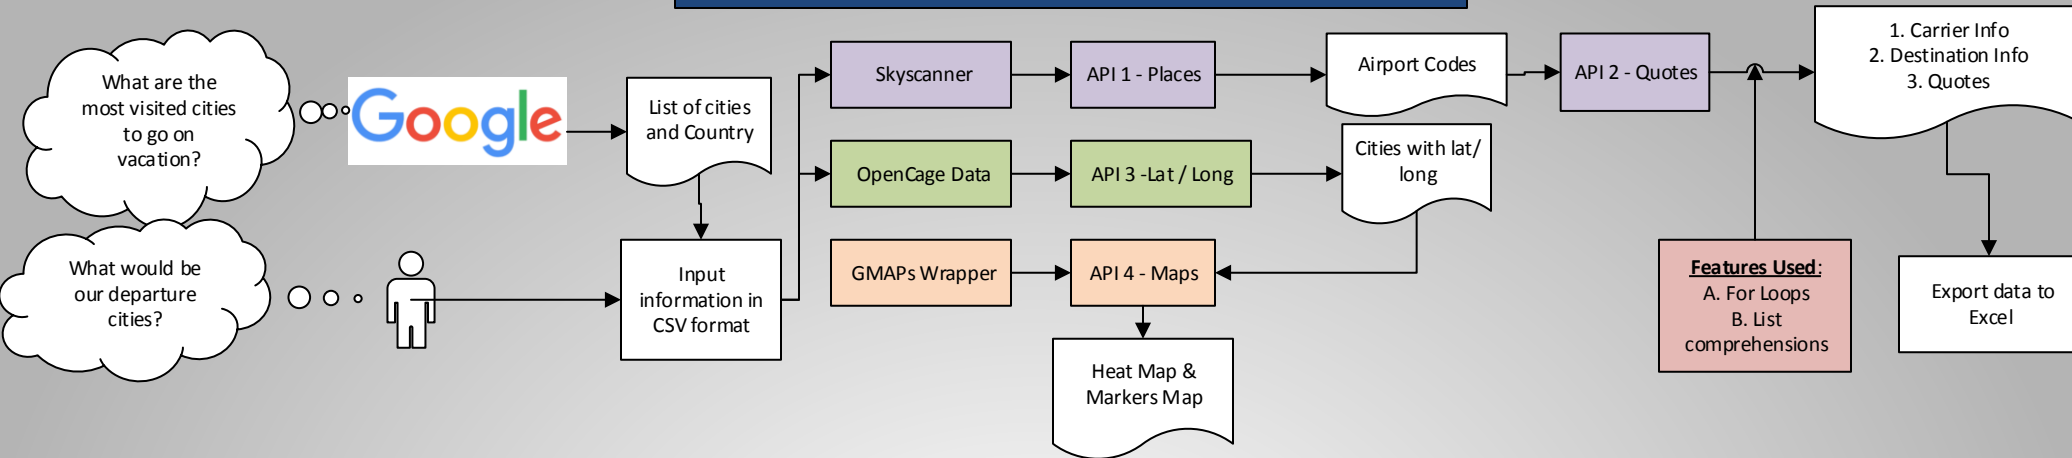 What are the
most visited cities
to go on
vacation?
Google
List of cities
and Country
Skyscanner
API 1 - Places
Airport Codes
API 2 - Quotes
1. Carrier Info
2. Destination Info
3. Quotes
OpenCage Data
API 3 -Lat / Long
Cities with lat/
long
What would be
our departure
cities?
Input
information in
CSV format
GMAPs Wrapper
API 4 - Maps
Heat Map &
Markers Map
Features Used:
A. For Loops
B. List
comprehensions
Export data to
Excel